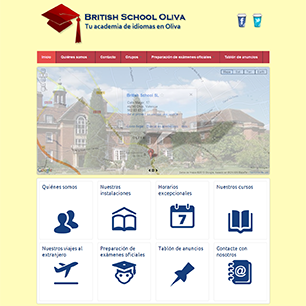 British School Oliva
Tu academia de idiomas en Oliva
Inicio Quiénes somos Contacto Grupos Preparación de exámenes oficiales Tablón de anuncios
British School SL
Quiénes somos
Nuestras instalaciones
Horarios excepcionales
Nuestros cursos
7
Nuestros viajes al extranjero
Preparación de exámenes oficiales
Tablón de anuncios
Contacte con nosotros
@